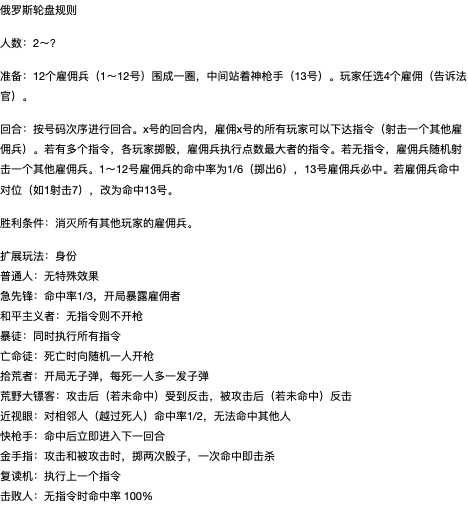 俄罗斯轮盘规则
人数：2～?
准备：12个雇佣兵（1～12号）围成一圈，中间站着神枪手（13号）。玩家任选4个雇佣（告诉法
官）。
回合：按号码次序进行回合。x号的回合内，雇佣x号的所有玩家可以下达指令（射击一个其他雇
佣兵）。若有多个指令，各玩家掷骰，雇佣兵执行点数最大者的指令。若无指令，雇佣兵随机射
击一个其他雇佣兵。1～12号雇佣兵的命中率为1/6（掷出6），13号雇佣兵必中。若雇佣兵命中
对位（如1射击7），改为命中13号。
胜利条件：消灭所有其他玩家的雇佣兵。
扩展玩法：身份
普通人：无特殊效果
急先锋：命中率1/3，开局暴露雇佣者
和平主义者：无指令则不开枪
暴徒：同时执行所有指令
亡命徒：死亡时向随机一人开枪
拾荒者：开局无子弹，每死一人多一发子弹
荒野大镖客：攻击后（若未命中）受到反击，被攻击后（若未命中）反击
近视眼：对相邻人（越过死人）命中率1/2，无法命中其他人
快枪手：命中后立即进入下一回合
金手指：攻击和被攻击时，掷两次骰子，一次命中即击杀
复读机：执行上一个指令
击败人：无指令时命中率 100%